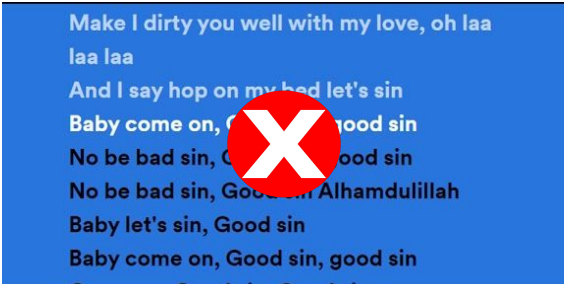 Make I dirty you well with my love, oh laa
laa laa
And I say hop on my bed let's sin
Baby come on, good sin
No be bad sin, ood sin
No be bad sin, Good sin Alhamdulillah
Baby let's sin, Good sin
Baby come on, Good sin, good sin
X